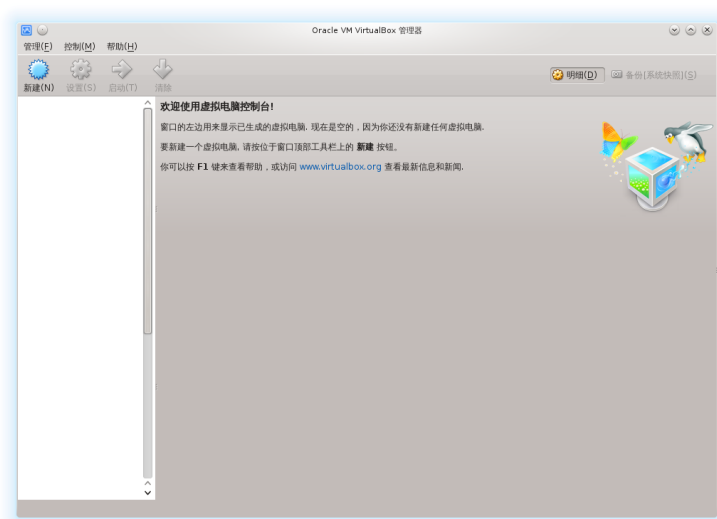 Oracle VM VirtualBox 管理器
管理(F) 控制(M) 帮助(H)
新建(N) 设置(S) 启动(T) 清除
明细(D) 备份[系统快照](S)
欢迎使用虚拟电脑控制台!
窗口的左边用来显示已生成的虚拟电脑. 现在是空的，因为你还没有新建任何虚拟电脑.
要新建一个虚拟电脑, 请按位于窗口顶部工具栏上的 新建 按钮。
你可以按 F1 键来查看帮助，或访问 www.virtualbox.org 查看最新信息和新闻.